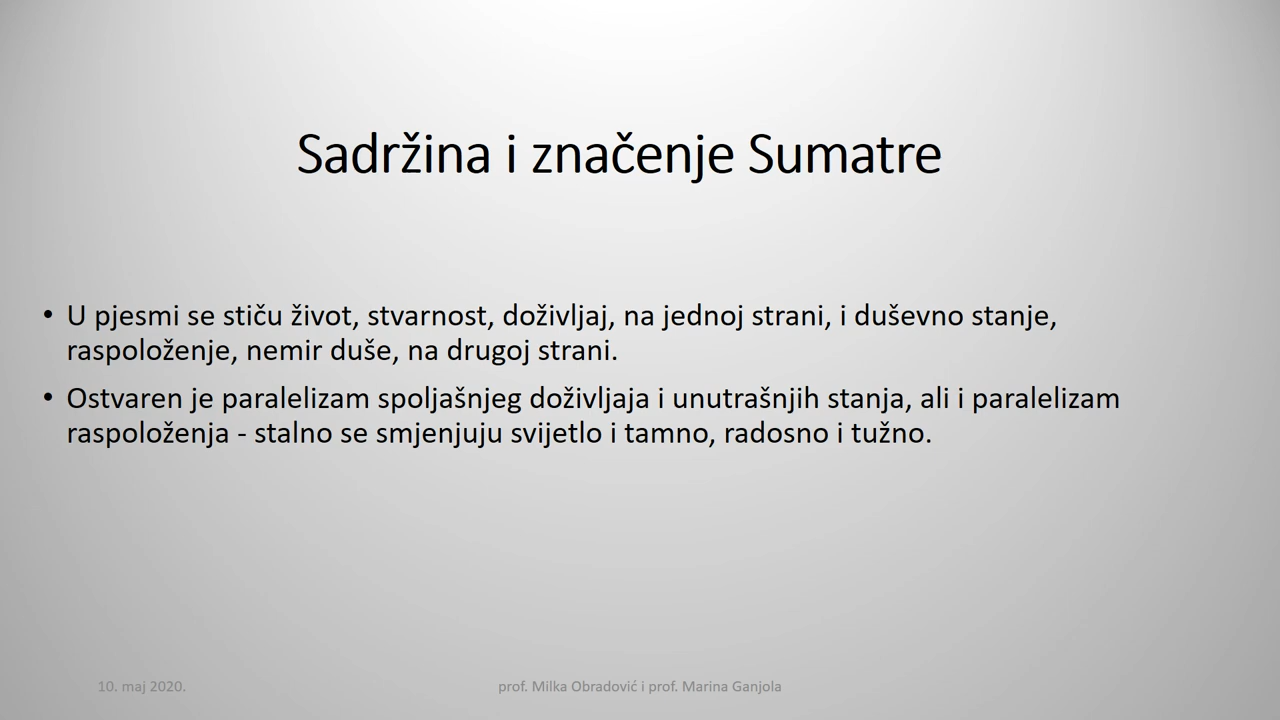 Sadržina i značenje Sumatre
• U pjesmi se stiču život, stvarnost, doživljaj, na jednoj strani, i duševno stanje,
raspoloženje, nemir duše, na drugoj strani.
• Ostvaren je paralelizam spoljašnjeg doživljaja i unutrašnjih stanja, ali i paralelizam
raspoloženja - stalno se smjenjuju svijetlo i tamno, radosno i tužno.
10. maj 2020.
prof. Milka Obradović i prof. Marina Ganjola